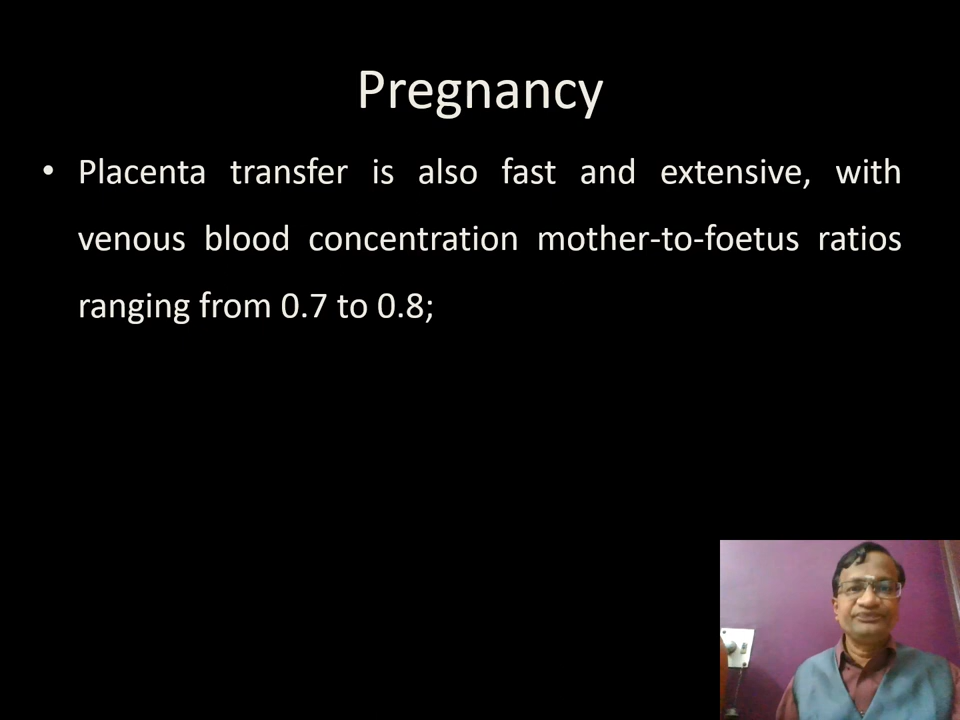 Pregnancy
• Placenta transfer is also fast and extensive, with
venous blood concentration mother-to-foetus ratios
ranging from 0.7 to 0.8;